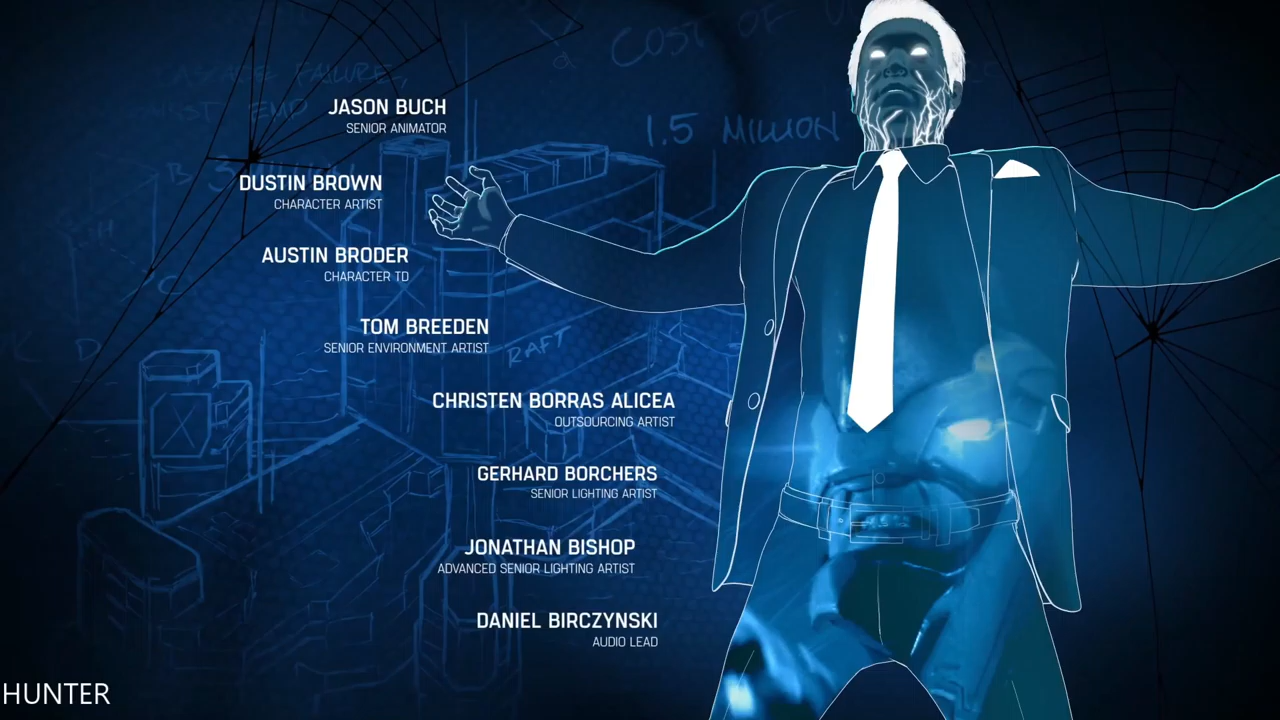 COST OF
1.5 MILLION
JASON BUCH
SENIOR ANIMATOR
DUSTIN BROWN
CHARACTER ARTIST
AUSTIN BRODER
CHARACTER TD
TOM BREEDEN
SENIOR ENVIRONMENT ARTIST
RAFT
CHRISTEN BORRAS ALICEA
OUTSOURCING ARTIST
GERHARD BORCHERS
SENIOR LIGHTING ARTIST
JONATHAN BISHOP
ADVANCED SENIOR LIGHTING ARTIST
DANIEL BIRCZYNSKI
AUDIO LEAD
HUNTER